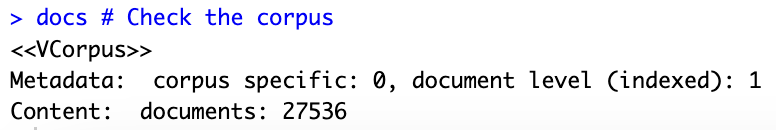 > docs # Check the corpus
<<VCorpus>>
Metadata:  corpus specific: 0, document level (indexed): 1
Content:  documents: 27536